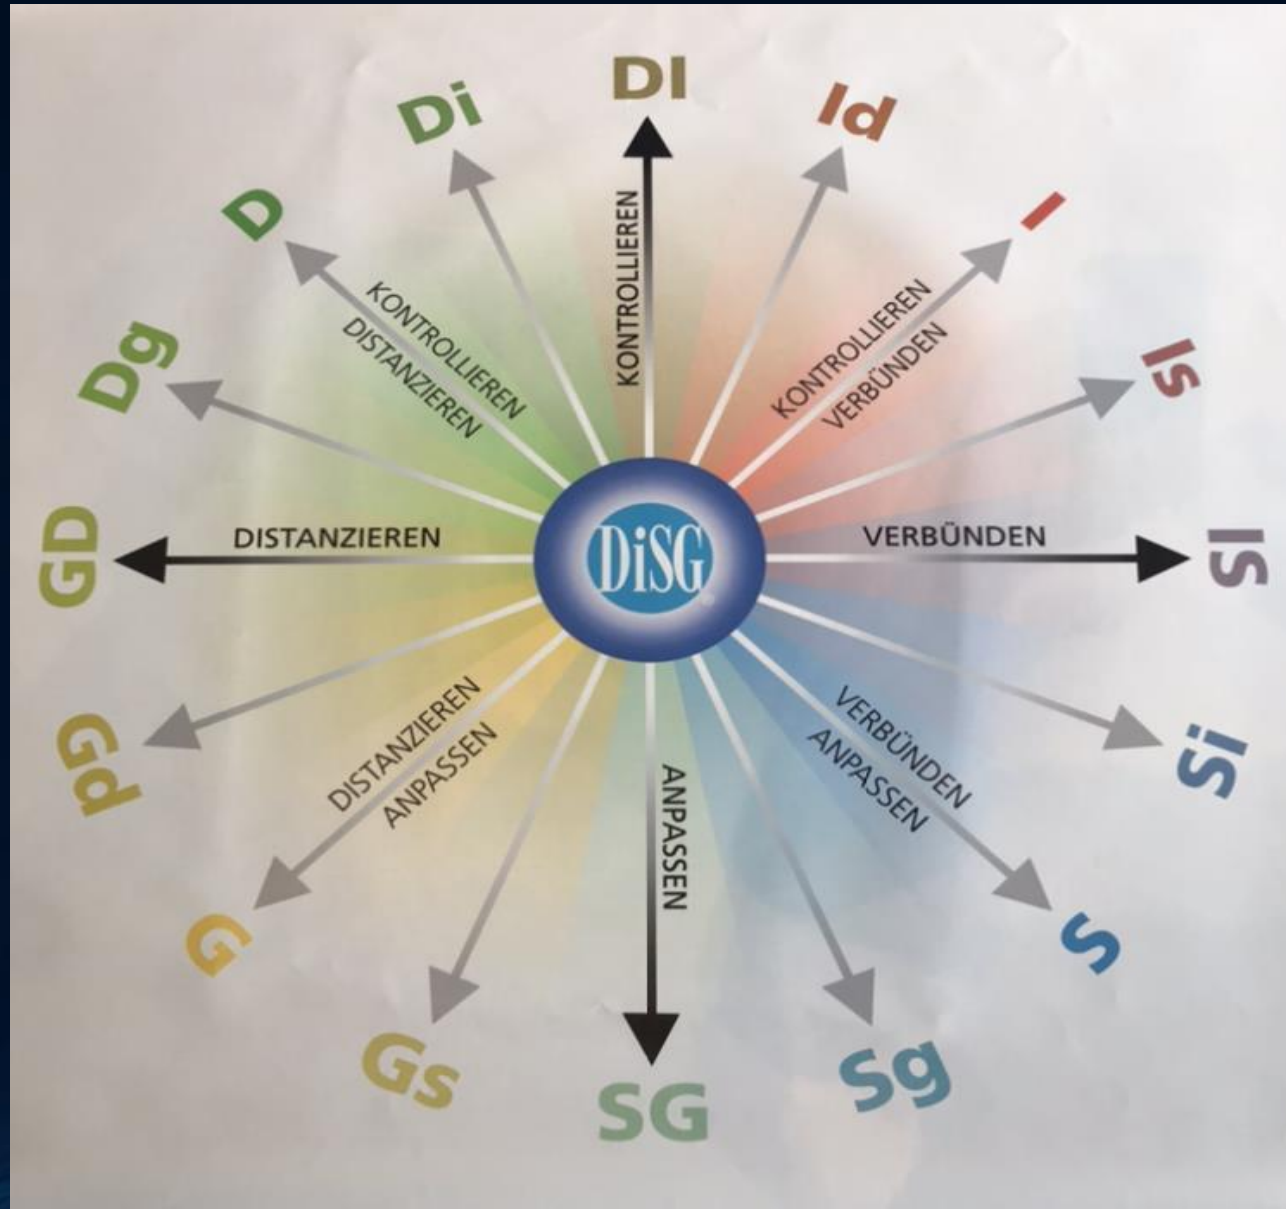 DI
Di
Id
D
I
KONTROLLIEREN
KONTROLLIEREN
DISTANZIEREN
KONTROLLIEREN
VERBÜNDEN
Dg
Is
GD
DISTANZIEREN
DiSG®
VERBÜNDEN
SI
Gd
DISTANZIEREN
ANPASSEN
ANPASSEN
VERBÜNDEN
ANPASSEN
Si
G
S
Gs
SG
Sg